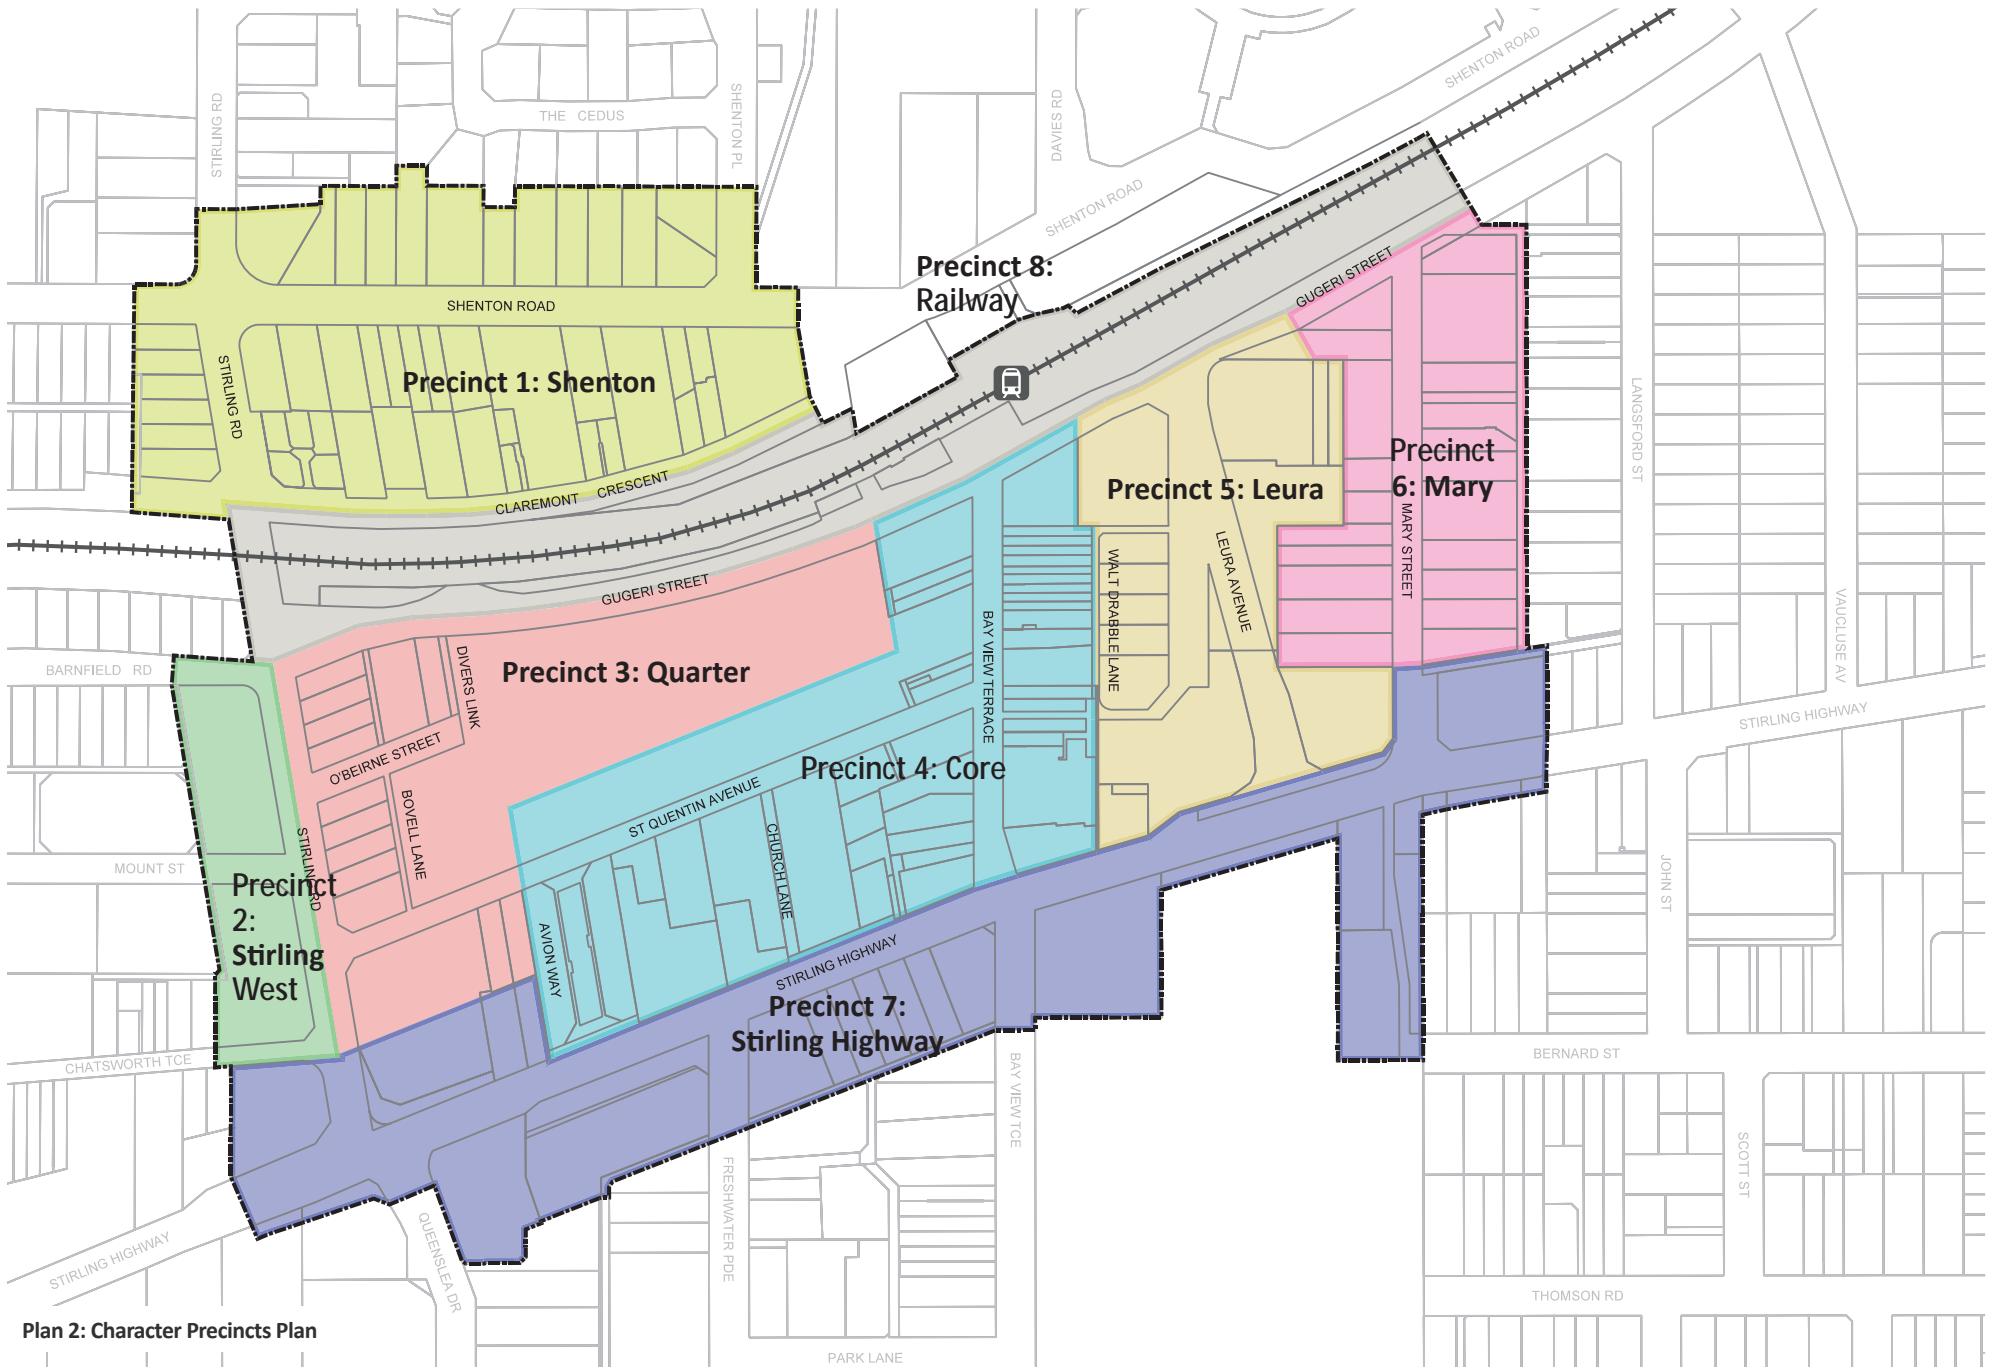 SHENTON ROAD
THE CEDUS
STIRLING RD
SHENTON PL
DAVIES RD
SHENTON ROAD
Precinct 8:
Railway
GUGERI STREET
SHENTON ROAD
Precinct 1: Shenton
STIRLING RD
LANGSFORD ST
Precinct
6: Mary
Precinct 5: Leura
CLAREMONT CRESCENT
MARY STREET
LEURA AVENUE
WALT DRABBLE LANE
GUGERI STREET
BAY VIEW TERRACE
VAUCLUSE AV
BARNFIELD RD
DIVERS LINK
Precinct 3: Quarter
STIRLING HIGHWAY
O'BEIRNE STREET
Precinct 4: Core
ST QUENTIN AVENUE
BOVELL LANE
CHURCH LANE
MOUNT ST
STIRLING RD
JOHN ST
Precinct
2:
Stirling
West
AVION WAY
STIRLING HIGHWAY
Precinct 7:
Stirling Highway
CHATSWORTH TCE
BERNARD ST
BAY VIEW TCE
SCOTT ST
FRESHWATER PDE
QUEENSLEA DR
STIRLING HIGHWAY
THOMSON RD
Plan 2: Character Precincts Plan
PARK LANE